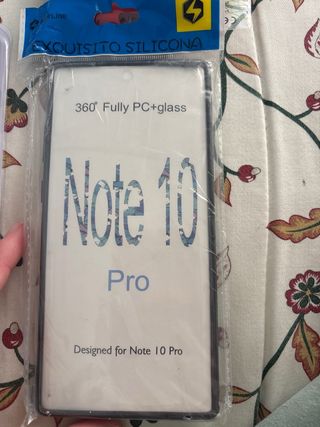 EXQUISITO SILICONA
360° Fully PC+glass
Note 10
Pro
Designed for Note 10 Pro